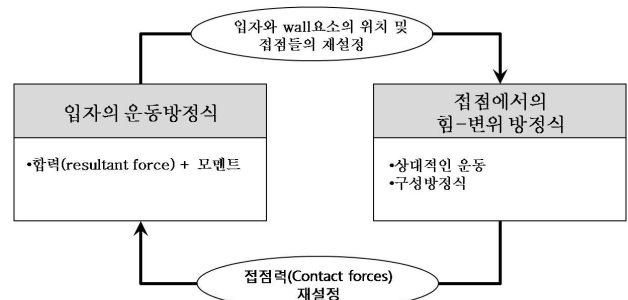 입자와 wall요소의 위치 및
접점들의 재설정
입자의 운동방정식
•합력(resultant force) + 모멘트
접점에서의
힘-변위 방정식
•상대적인 운동
•구성방정식
접점력(Contact forces)
재설정